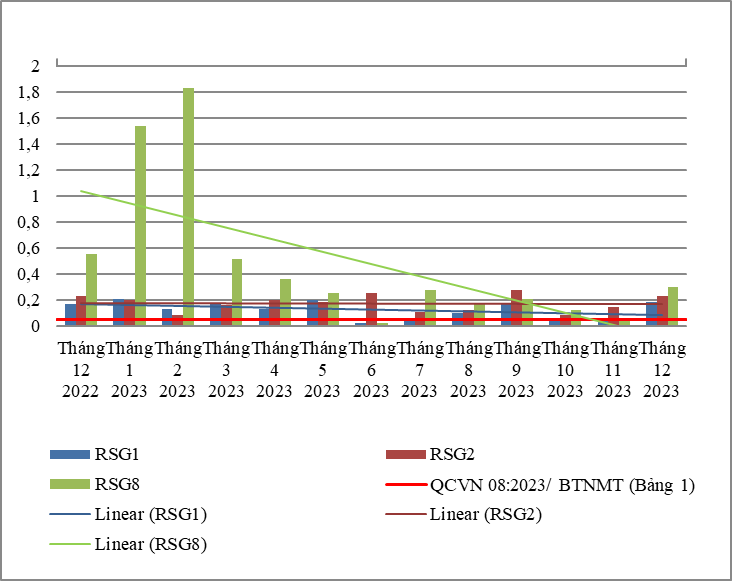 2
1,8
1,6
1,4
1,2
1
0,8
0,6
0,4
0,2
0
Tháng Tháng Tháng Tháng Tháng Tháng Tháng Tháng Tháng Tháng Tháng Tháng Tháng
12 1 2 3 4 5 6 7 8 9 10 11 12
2022 2023 2023 2023 2023 2023 2023 2023 2023 2023 2023 2023 2023
RSG1 RSG2
RSG8 QCVN 08:2023/ BTNMT (Bảng 1)
Linear (RSG1) Linear (RSG2)
Linear (RSG8)